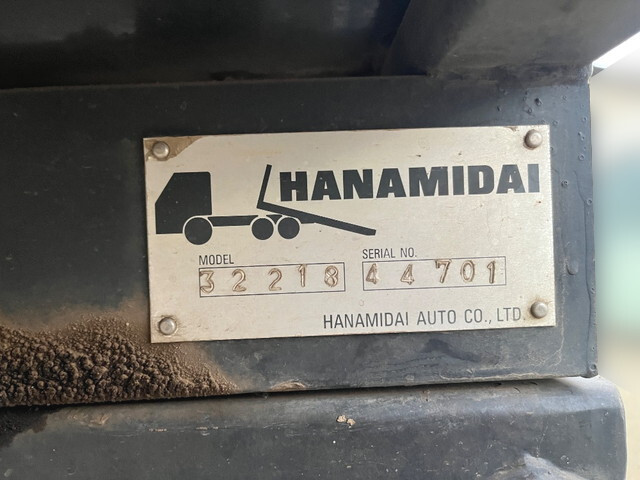 HANAMIDAI
MODEL SERIAL NO.
32218 44701
HANAMIDAI AUTO CO., LTD.